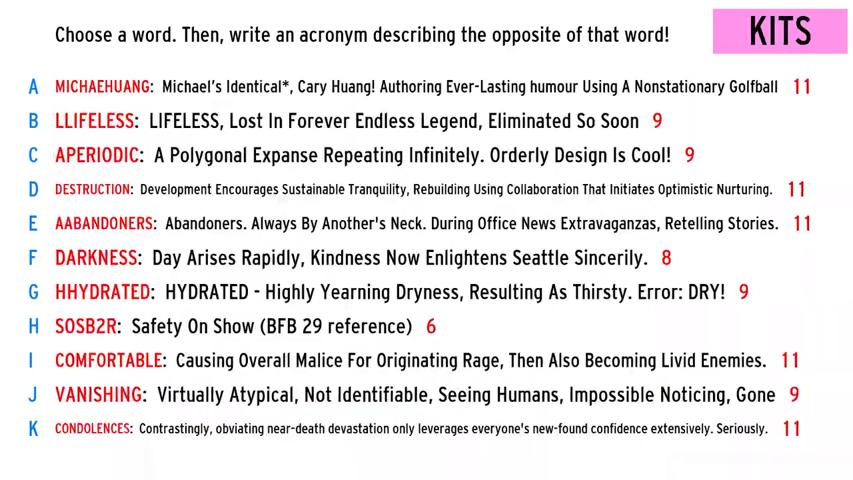 Choose a word. Then, write an acronym describing the opposite of that word! KITS
A MICHAEHUANG: Michael's Identical*, Cary Huang! Authoring Ever-Lasting humour Using A Nonstationary Golfball 11
B LLIFELESS: LIFELESS, Lost In Forever Endless Legend, Eliminated So Soon 9
C APERIODIC: A Polygonal Expanse Repeating Infinitely. Orderly Design Is Cool! 9
D DESTRUCTION: Development Encourages Sustainable Tranquility, Rebuilding Using Collaboration That Initiates Optimistic Nurturing. 11
E AABANDONERS: Abandoners. Always By Another's Neck. During Office News Extravaganzas, Retelling Stories. 11
F DARKNESS: Day Arises Rapidly, Kindness Now Enlightens Seattle Sincerily. 8
G HHYDRATED: HYDRATED - Highly Yearning Dryness, Resulting As Thirsty. Error: DRY! 9
H SOSB2R: Safety On Show (BFB 29 reference) 6
I COMFORTABLE: Causing Overall Malice For Originating Rage, Then Also Becoming Livid Enemies. 11
J VANISHING: Virtually Atypical, Not Identifiable, Seeing Humans, Impossible Noticing, Gone 9
K CONDOLENCES: Contrastingly, obviating near-death devastation only leverages everyone's new-found confidence extensively. Seriously. 11